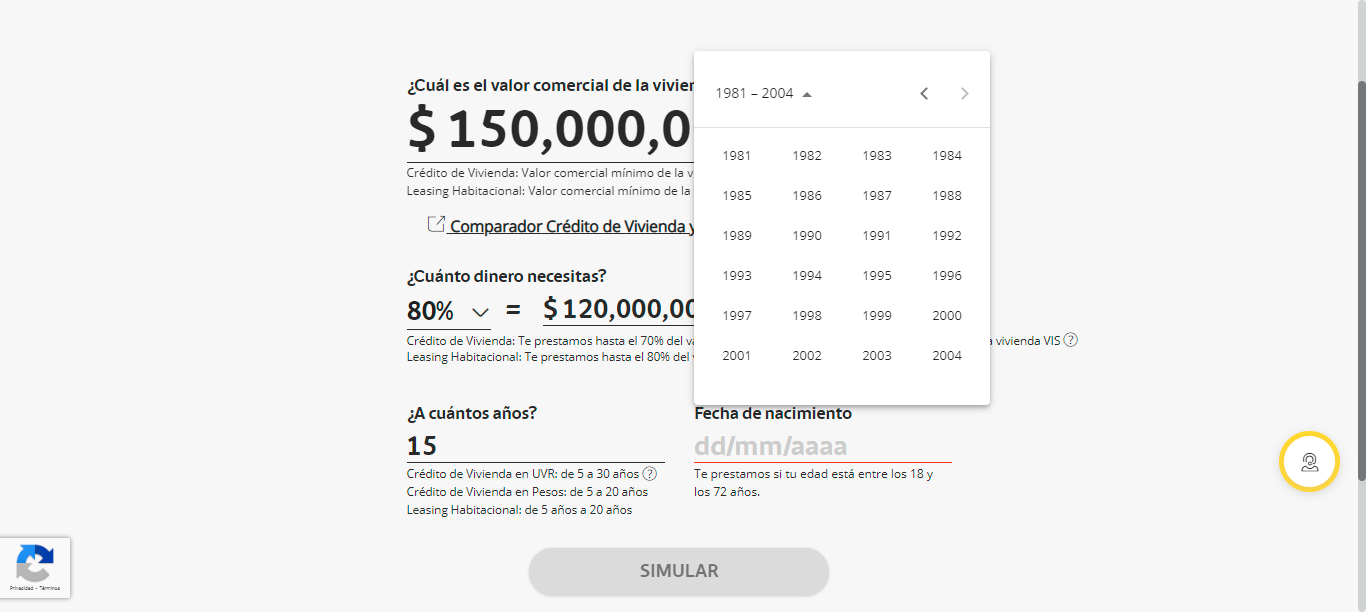 ¿Cuál es el valor comercial de la vivien
$ 150,000,0
Crédito de Vivienda: Valor comercial mínimo de la v
Leasing Habitacional: Valor comercial mínimo de la
Comparador Crédito de Vivienda y
¿Cuánto dinero necesitas?
80% = $ 120,000,00
Crédito de Vivienda: Te prestamos hasta el 70% del va
a vivienda VIS ?
Leasing Habitacional: Te prestamos hasta el 80% del v
1981 – 2004
1981 1982 1983 1984
1985 1986 1987 1988
1989 1990 1991 1992
1993 1994 1995 1996
1997 1998 1999 2000
2001 2002 2003 2004
¿A cuántos años?
15
Crédito de Vivienda en UVR: de 5 a 30 años ?
Crédito de Vivienda en Pesos: de 5 a 20 años
Leasing Habitacional: de 5 años a 20 años
Fecha de nacimiento
dd/mm/aaaa
Te prestamos si tu edad está entre los 18 y
los 72 años.
SIMULAR
Privacidad - Términos